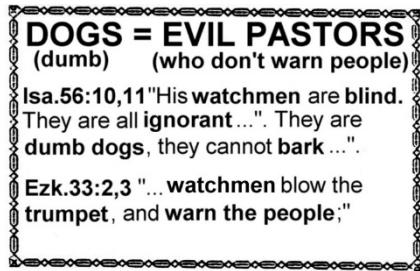 DOGS = EVIL PASTORS
(dumb) (who don't warn people)
Isa.56:10,11"His watchmen are blind.
They are all ignorant ...". They are
dumb dogs, they cannot bark ...".
Ezk.33:2,3 "... watchmen blow the
trumpet, and warn the people;"